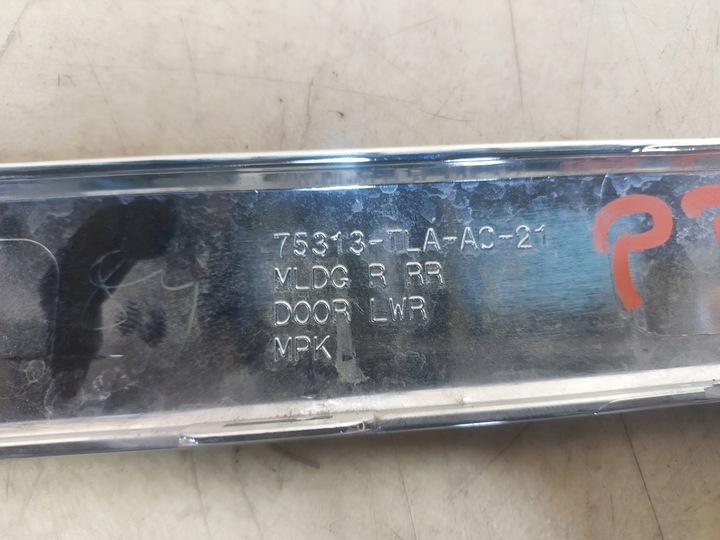 75313-TLA-AC-21
MLDG R RR
DOOR LWR
MPK